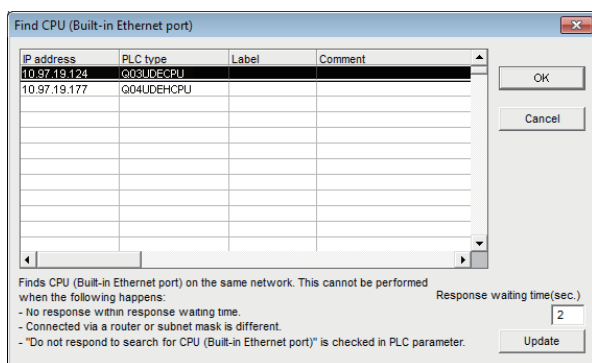 Find CPU (Built-in Ethernet port)
IP address PLC type Label Comment
10.97.19.124 Q03UDECPU
10.97.19.177 Q04UDEHCPU
OK
Cancel
Finds CPU (Built-in Ethernet port) on the same network. This cannot be performed
when the following happens:
- No response within response waiting time.
- Connected via a router or subnet mask is different.
- "Do not respond to search for CPU (Built-in Ethernet port)" is checked in PLC parameter.
Response waiting time(sec.)
2
Update